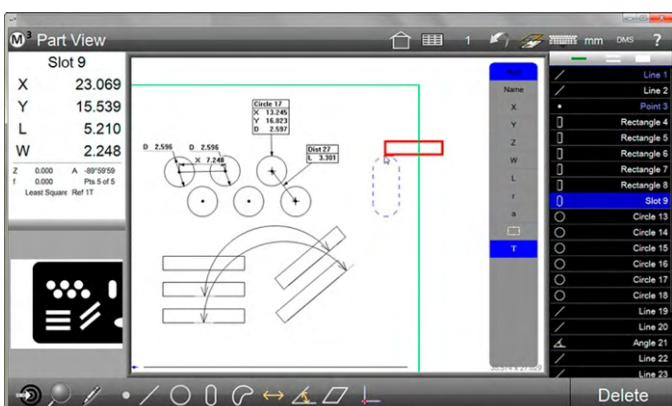 M³ Part View
1
mm
DMS
?
Slot 9
X 23.069
Y 15.539
L 5.210
W 2.248
Z 0.000 A -89°59'59
f 0.000 Pts 5 of 5
Least Square Ref 1T
Circle 17
X 13.245
Y 16.823
D 2.597
D 2.596
D 2.596
X 7.248
Dist 27
L 3.301
Name
X
Y
Z
W
L
r
a
T
Line 1
Line 2
Point 3
Rectangle 4
Rectangle 5
Rectangle 6
Rectangle 7
Rectangle 8
Slot 9
Circle 13
Circle 14
Circle 15
Circle 16
Circle 17
Circle 18
Line 19
Line 20
Angle 21
Line 22
Line 23
Delete